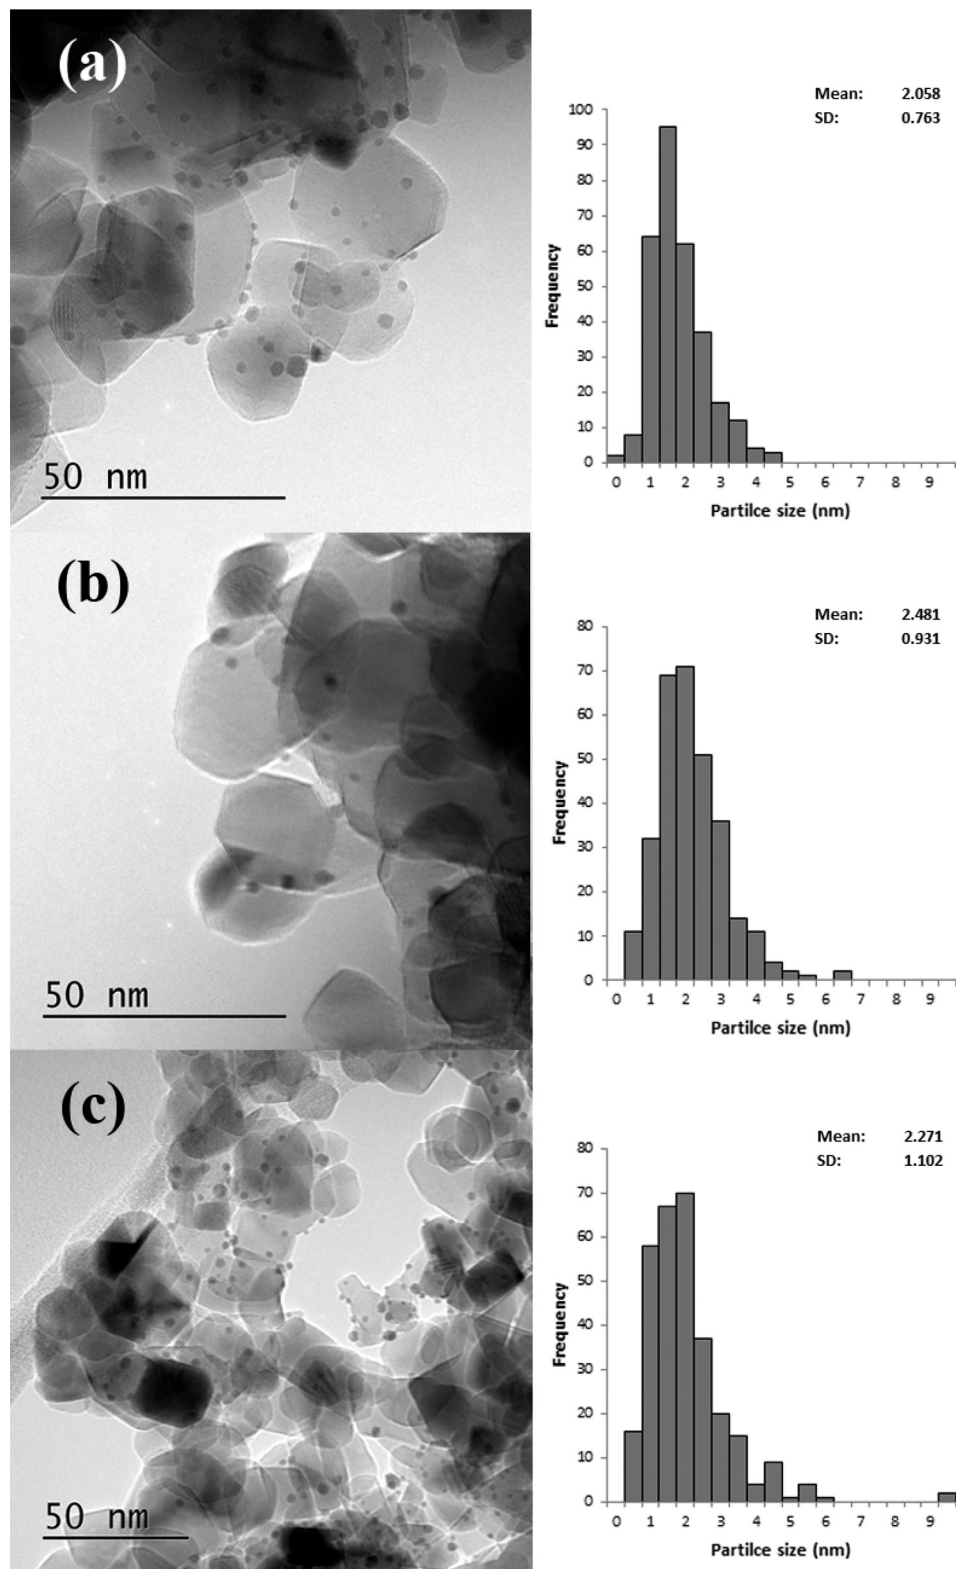 (a)
Mean: 2.058
SD: 0.763
100
90
80
70
60
50
40
30
20
10
0
Frequency
0 1 2 3 4 5 6 7 8 9
Partilce size (nm)
50 nm
(b)
Mean: 2.481
SD: 0.931
80
70
60
50
40
30
20
10
0
Frequency
0 1 2 3 4 5 6 7 8 9
Partilce size (nm)
50 nm
(c)
Mean: 2.271
SD: 1.102
80
70
60
50
40
30
20
10
0
Frequency
0 1 2 3 4 5 6 7 8 9
Partilce size (nm)
50 nm